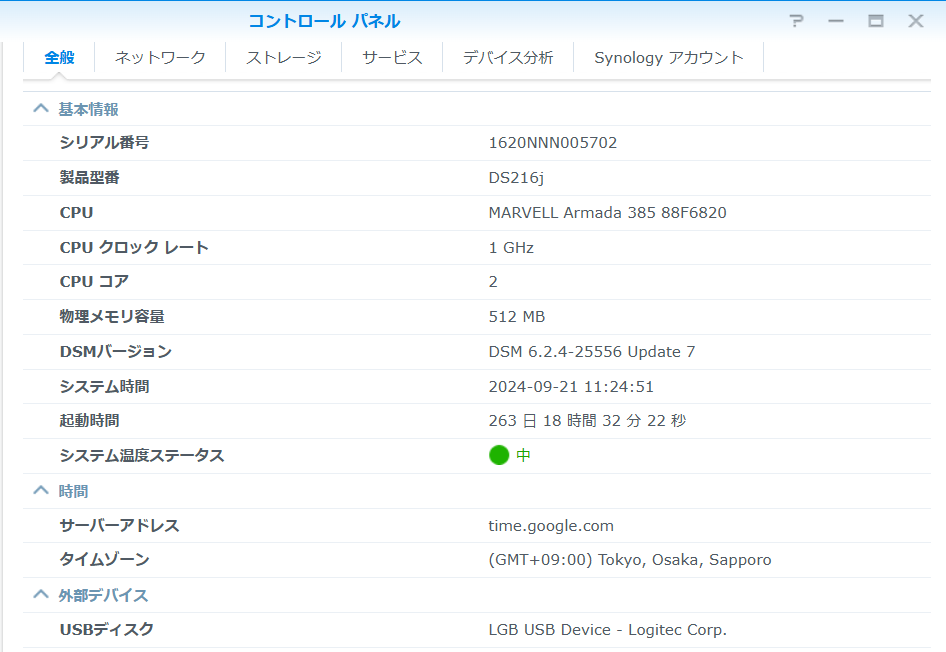 コントロール パネル
全般 ネットワーク ストレージ サービス デバイス分析 Synology アカウント
基本情報
シリアル番号 1620NNN005702
製品型番 DS216j
CPU MARVELL Armada 385 88F6820
CPU クロック レート 1 GHz
CPU コア 2
物理メモリ容量 512 MB
DSMバージョン DSM 6.2.4-25556 Update 7
システム時間 2024-09-21 11:24:51
起動時間 263 日 18 時間 32 分 22 秒
システム温度ステータス 中
時間
サーバーアドレス time.google.com
タイムゾーン (GMT+09:00) Tokyo, Osaka, Sapporo
外部デバイス
USBディスク LGB USB Device - Logitec Corp.